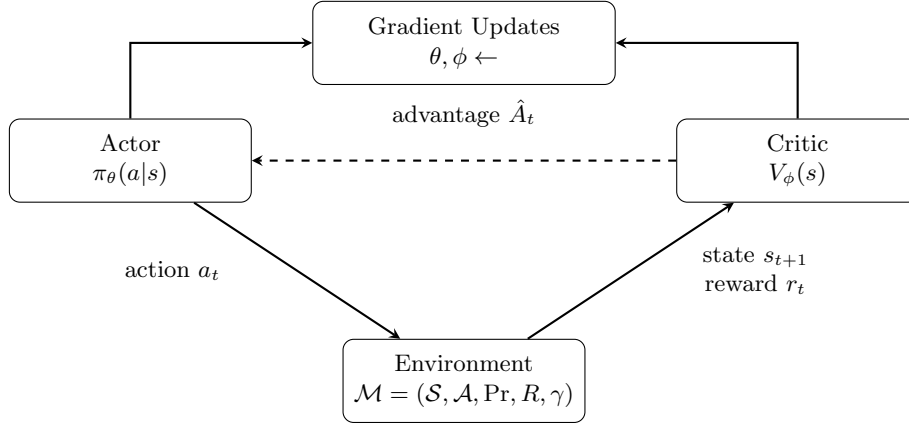 Gradient Updates
θ, ϕ ←
advantage Â_t
Actor
π_θ(a|s)
Critic
V_ϕ(s)
action a_t
state s_{t+1}
reward r_t
Environment
ℳ = (𝒮, 𝒜, Pr, R, γ)